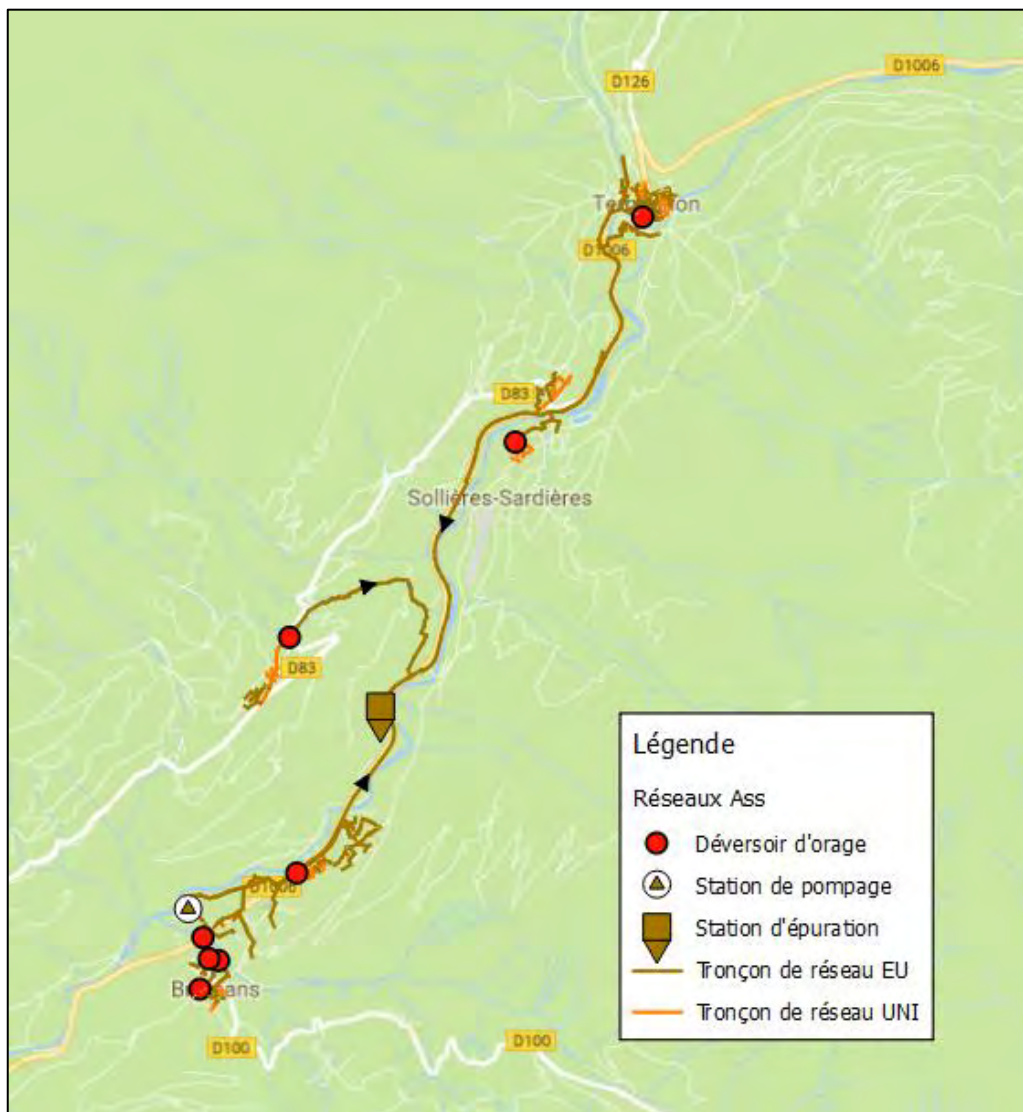 D1006
D126
D1006
D83
Sollières-Sardières
D83
Légende
Réseaux Ass
Déversoir d'orage
Station de pompage
Station d'épuration
Tronçon de réseau EU
Tronçon de réseau UNI
D100
D100